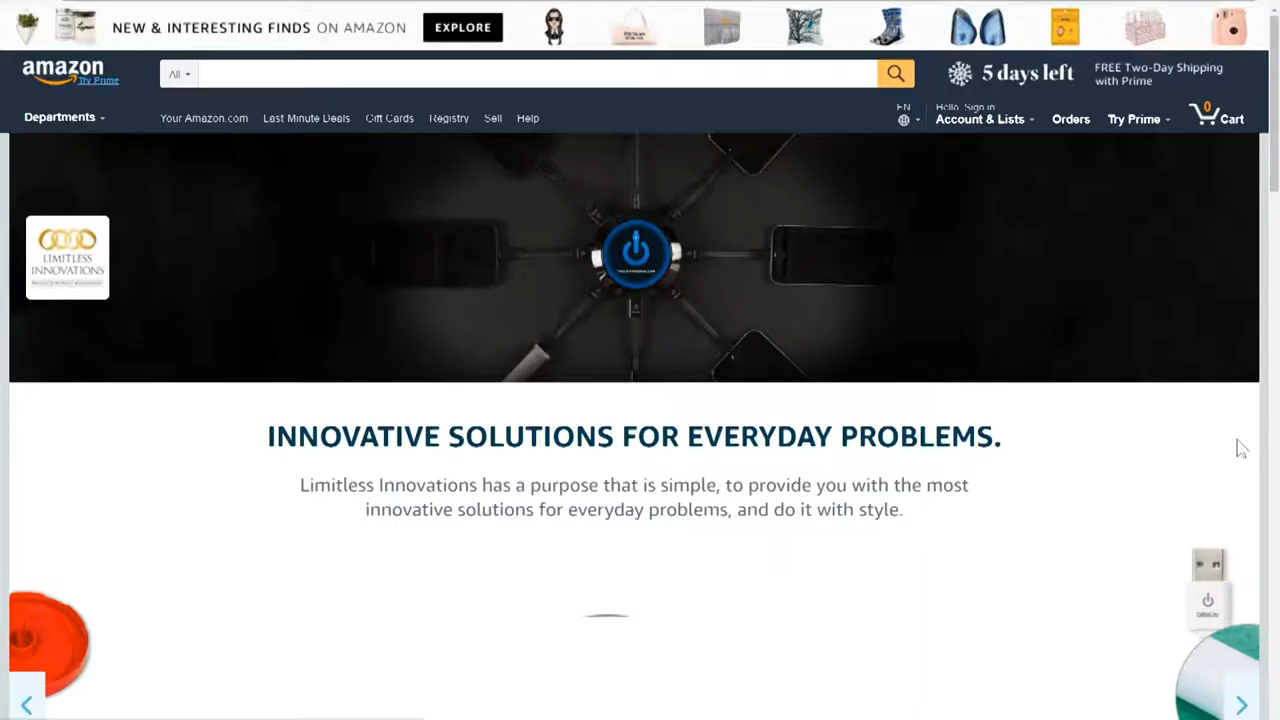 NEW & INTERESTING FINDS ON AMAZON
EXPLORE
amazon
Try Prime
All
5 days left
FREE Two-Day Shipping
with Prime
Departments
Your Amazon.com
Last Minute Deals
Gift Cards
Registry
Sell
Help
EN
Hello. Sign in
Account & Lists
Orders
Try Prime
0
Cart
LIMITLESS
INNOVATIONS
INNOVATIVE SOLUTIONS FOR EVERYDAY PROBLEMS.
Limitless Innovations has a purpose that is simple, to provide you with the most
innovative solutions for everyday problems, and do it with style.